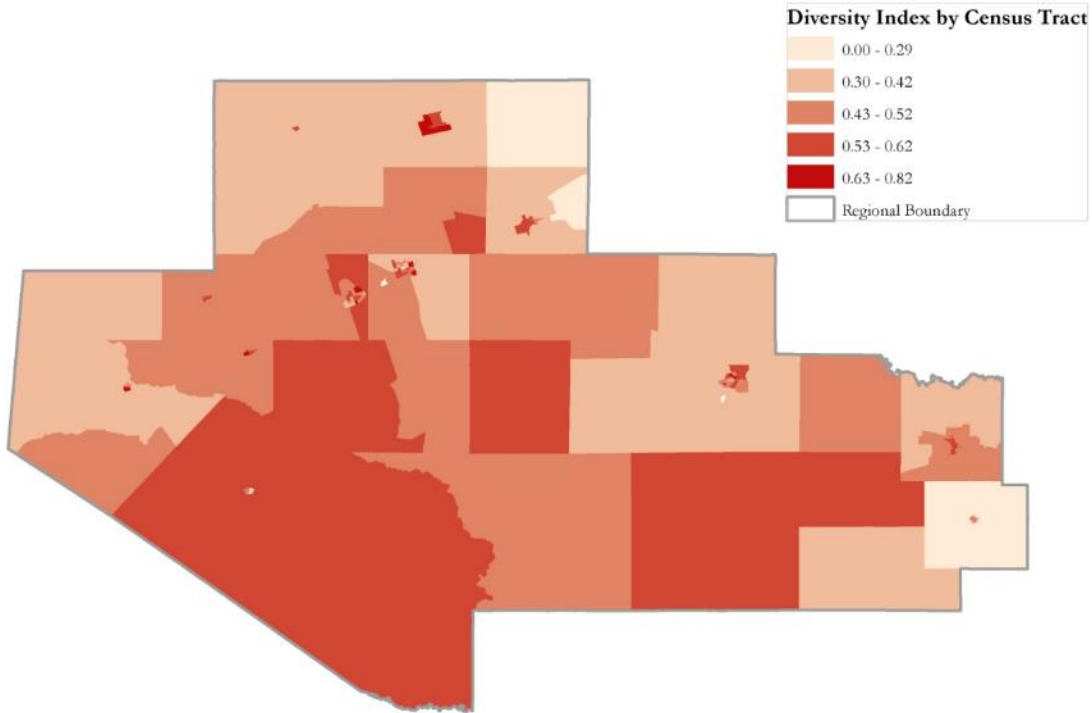 Diversity Index by Census Tract
0.00 - 0.29
0.30 - 0.42
0.43 - 0.52
0.53 - 0.62
0.63 - 0.82
Regional Boundary